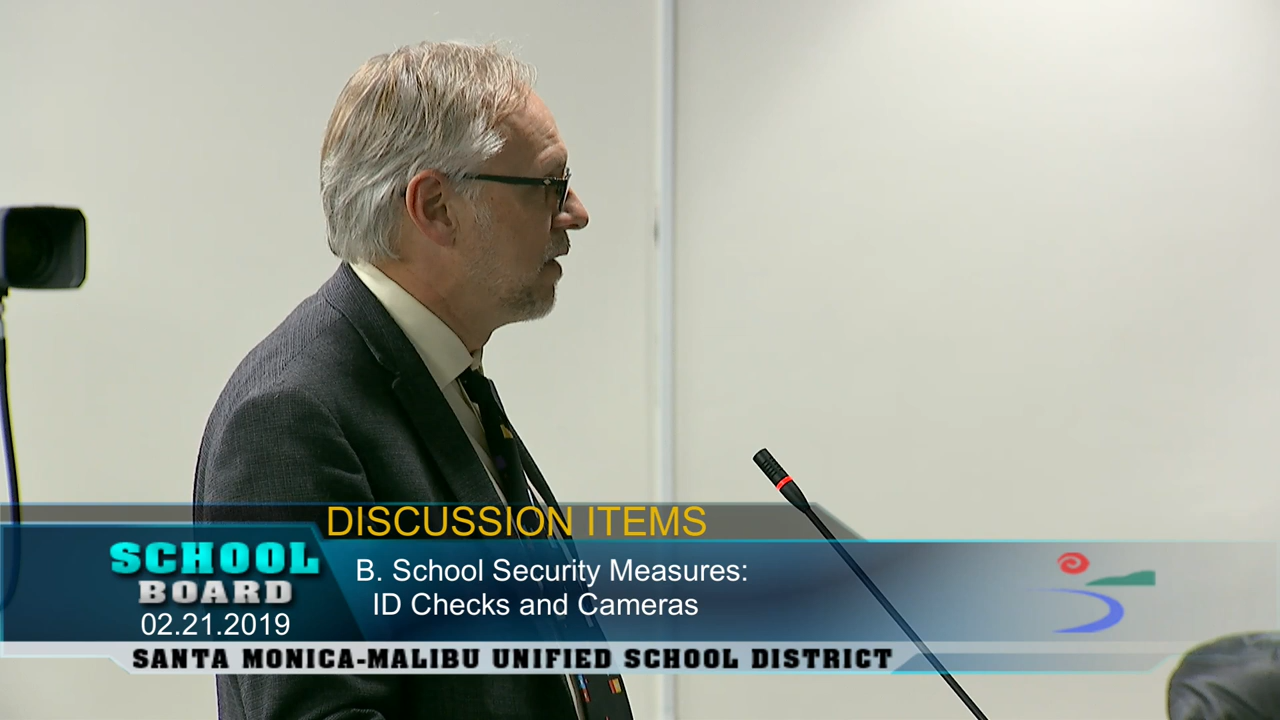 DISCUSSION ITEMS
SCHOOL
BOARD
02.21.2019
B. School Security Measures:
ID Checks and Cameras
SANTA MONICA-MALIBU UNIFIED SCHOOL DISTRICT